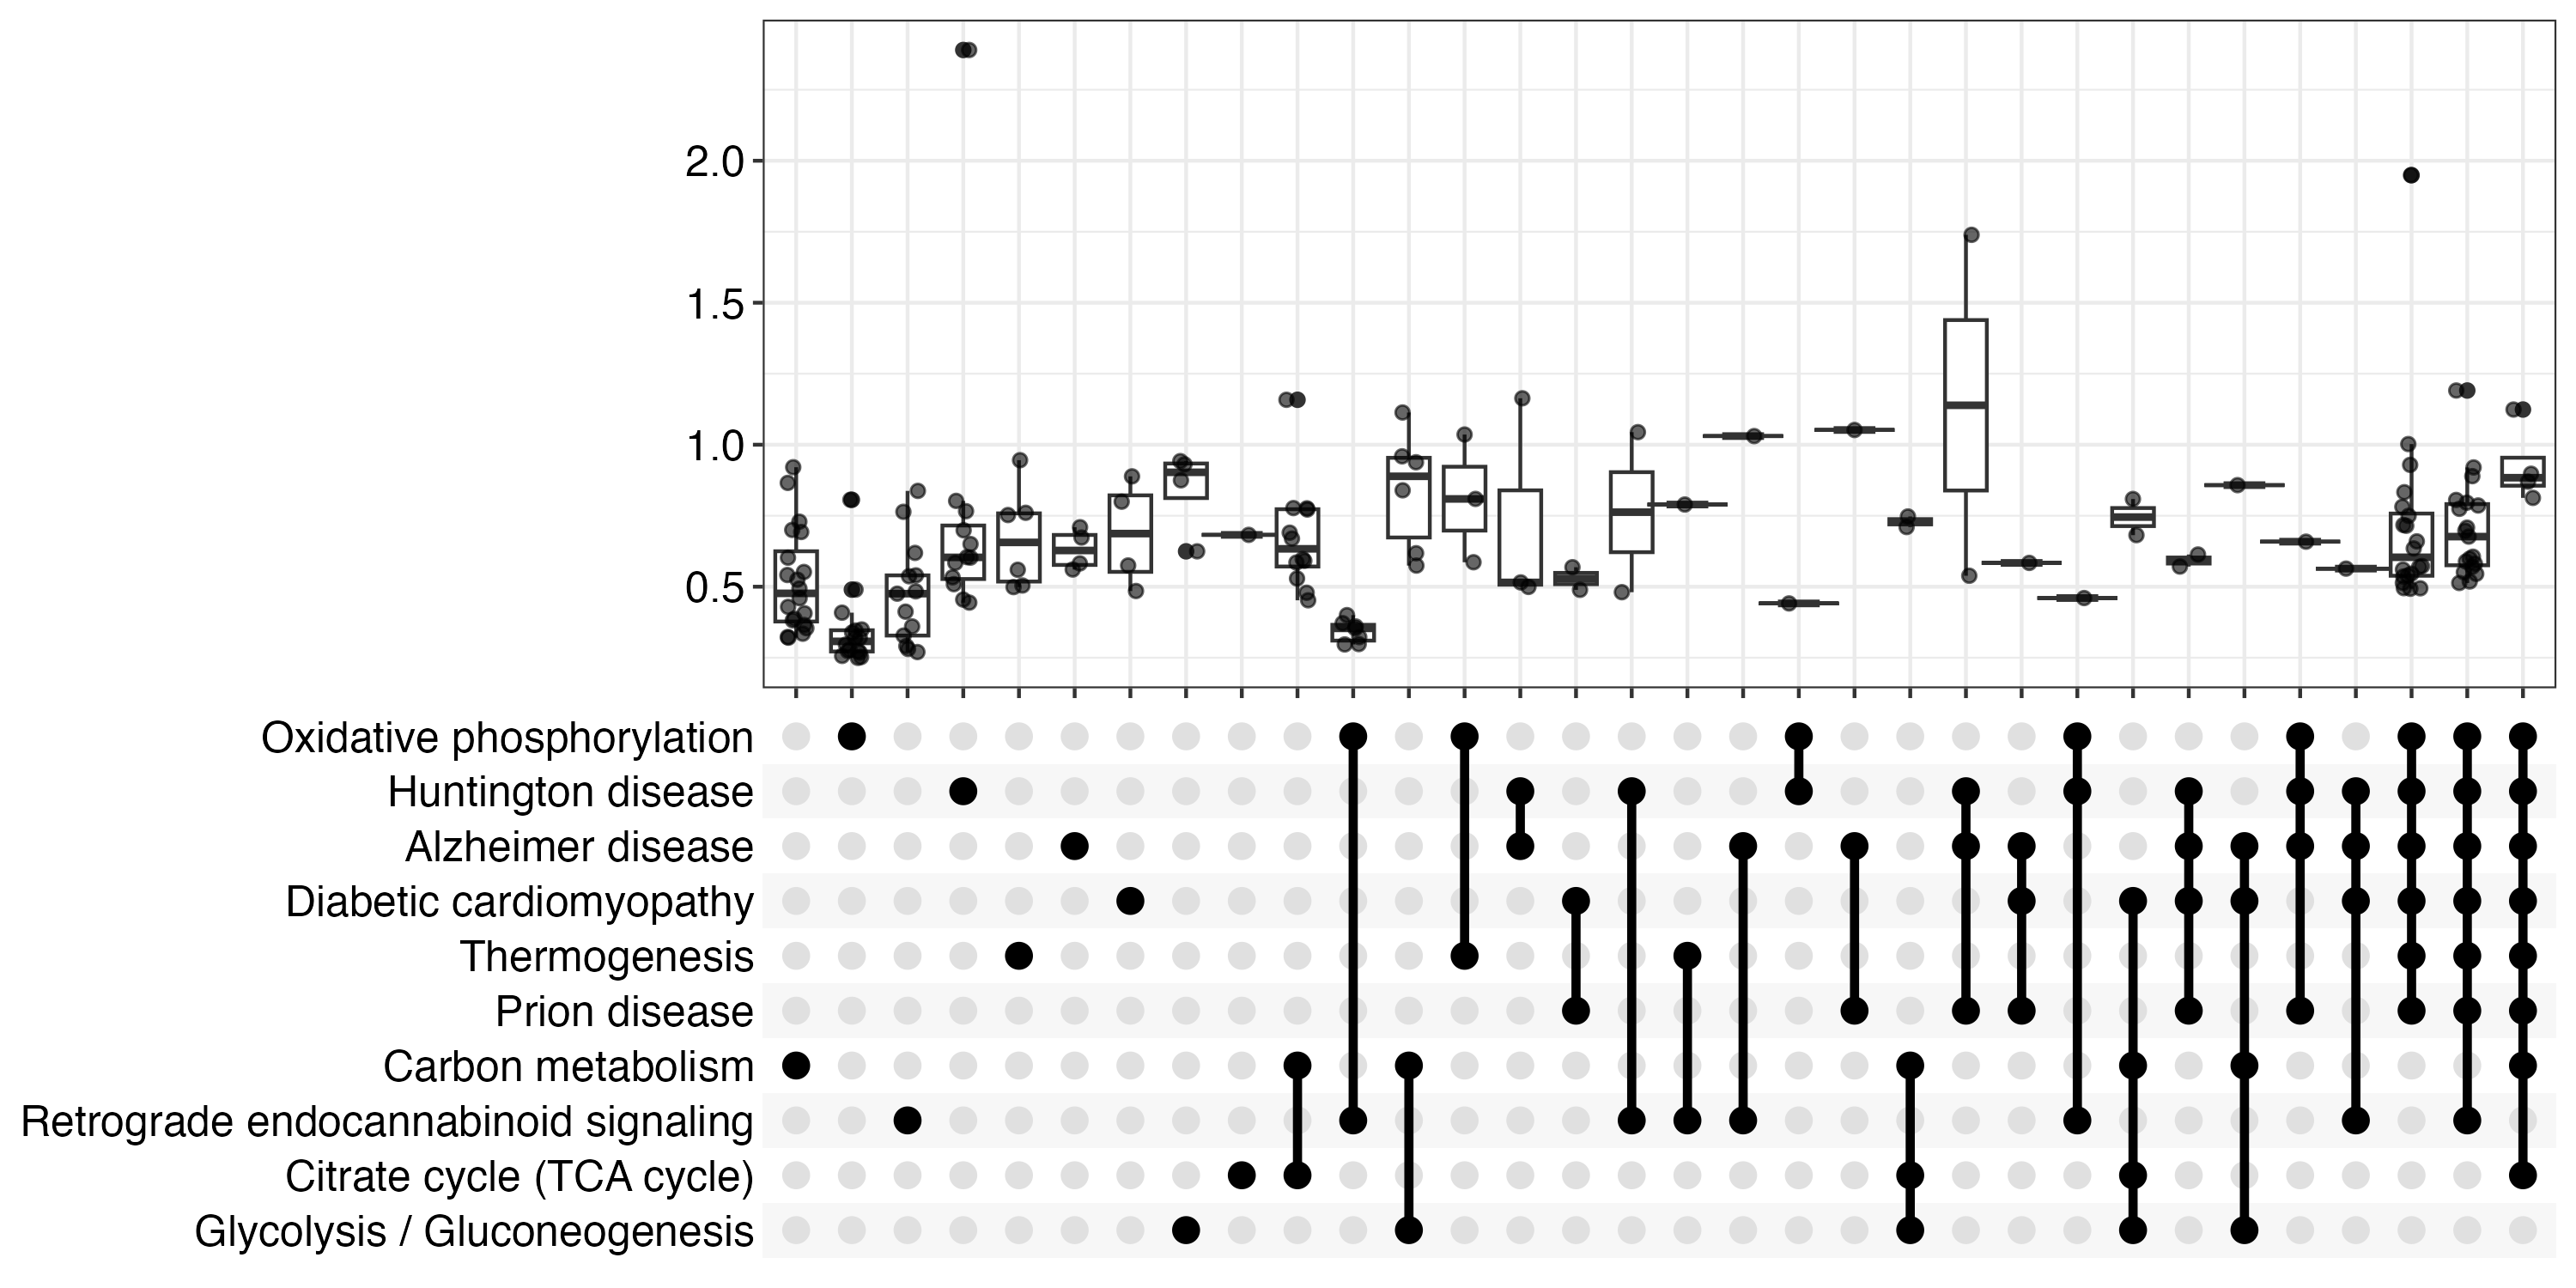 2.0
1.5
1.0
0.5
Oxidative phosphorylation
Huntington disease
Alzheimer disease
Diabetic cardiomyopathy
Thermogenesis
Prion disease
Carbon metabolism
Retrograde endocannabinoid signaling
Citrate cycle (TCA cycle)
Glycolysis / Gluconeogenesis